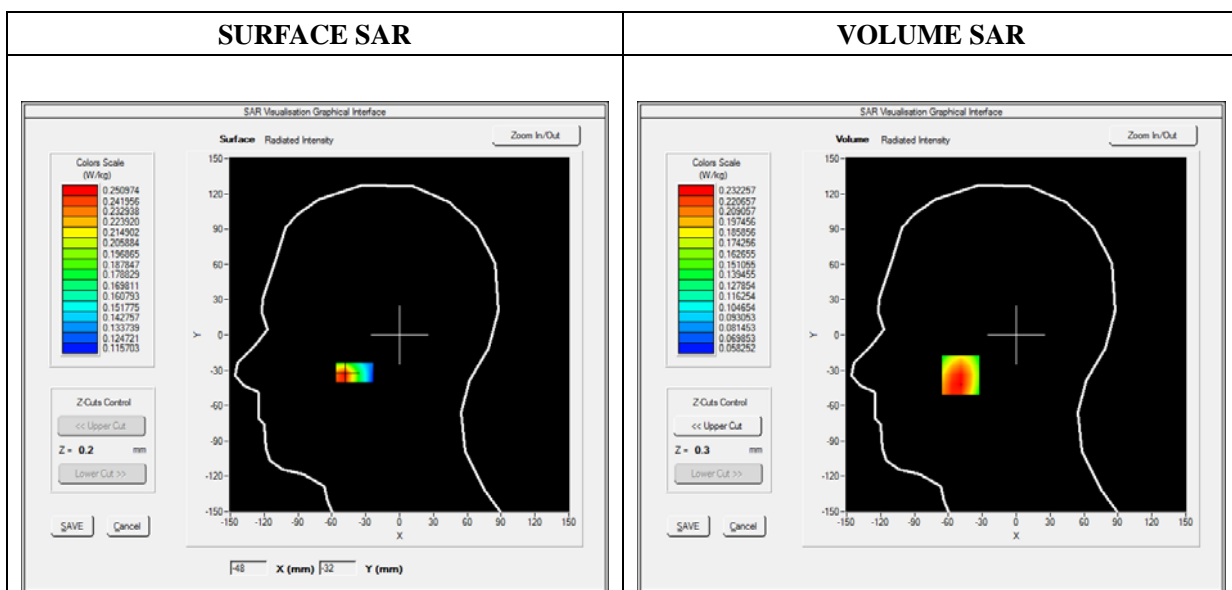 SURFACE SAR
VOLUME SAR
SAR Visualisation Graphical Interface
Surface Radiated Intensity
Zoom In/Out
Colors Scale
(W/kg)
0.250974
0.241956
0.232938
0.223920
0.214902
0.205884
0.196865
0.187847
0.178829
0.169811
0.160793
0.151775
0.142757
0.133739
0.124721
0.115703
Z-Cuts Control
<< Upper Cut
Z = 0.2 mm
Lower Cut >>
SAVE Cancel
150
120
90
60
30
0
-30
-60
-90
-120
-150
Y
-150 -120 -90 -60 -30 0 30 60 90 120 150
X
-48 X (mm) -32 Y (mm)
SAR Visualisation Graphical Interface
Volume Radiated Intensity
Zoom In/Out
Colors Scale
(W/kg)
0.232257
0.220657
0.209057
0.197456
0.185856
0.174256
0.162655
0.151055
0.139455
0.127854
0.116254
0.104654
0.093053
0.081453
0.069853
0.058252
Z-Cuts Control
<< Upper Cut
Z = 0.3 mm
Lower Cut >>
SAVE Cancel
150
120
90
60
30
0
-30
-60
-90
-120
-150
Y
-150 -120 -90 -60 -30 0 30 60 90 120 150
X